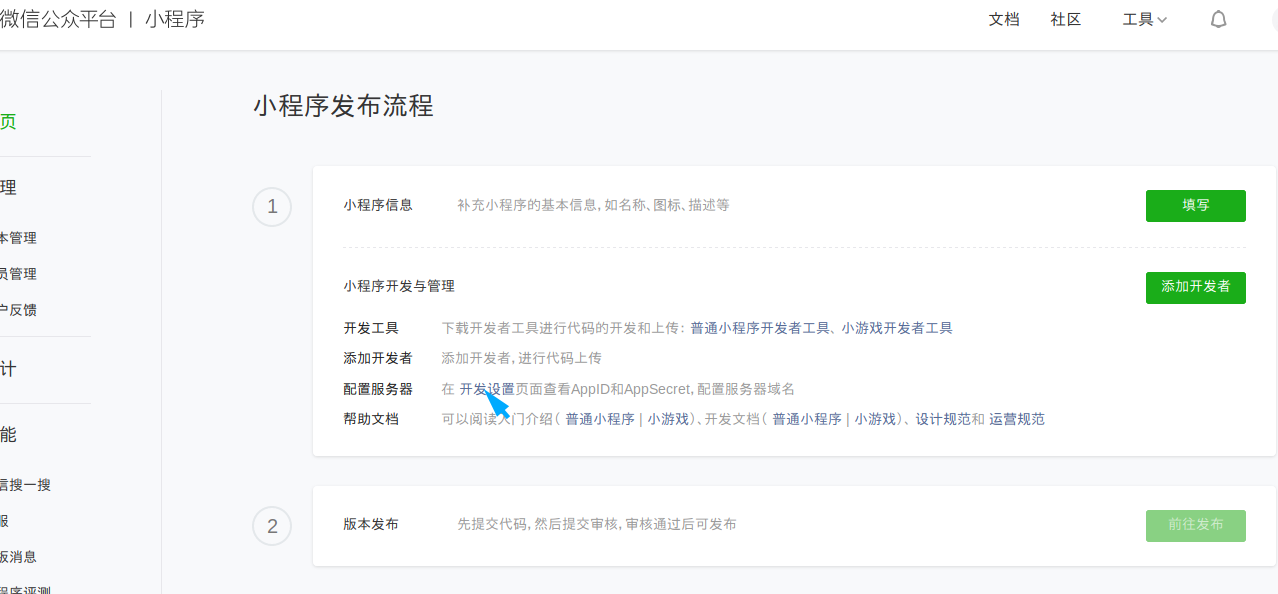 微信公众平台 | 小程序
文档 社区 工具
页
理
本管理
员管理
户反馈
计
能
信搜一搜
服
版消息
程序评测
小程序发布流程
1
小程序信息 补充小程序的基本信息,如名称、图标、描述等 填写
小程序开发与管理 添加开发者
开发工具 下载开发者工具进行代码的开发和上传: 普通小程序开发者工具、小游戏开发者工具
添加开发者 添加开发者,进行代码上传
配置服务器 在 开发设置页面查看AppID和AppSecret,配置服务器域名
帮助文档 可以阅读入门介绍( 普通小程序 | 小游戏)、开发文档( 普通小程序 | 小游戏)、设计规范和 运营规范
2
版本发布 先提交代码,然后提交审核,审核通过后可发布 前往发布